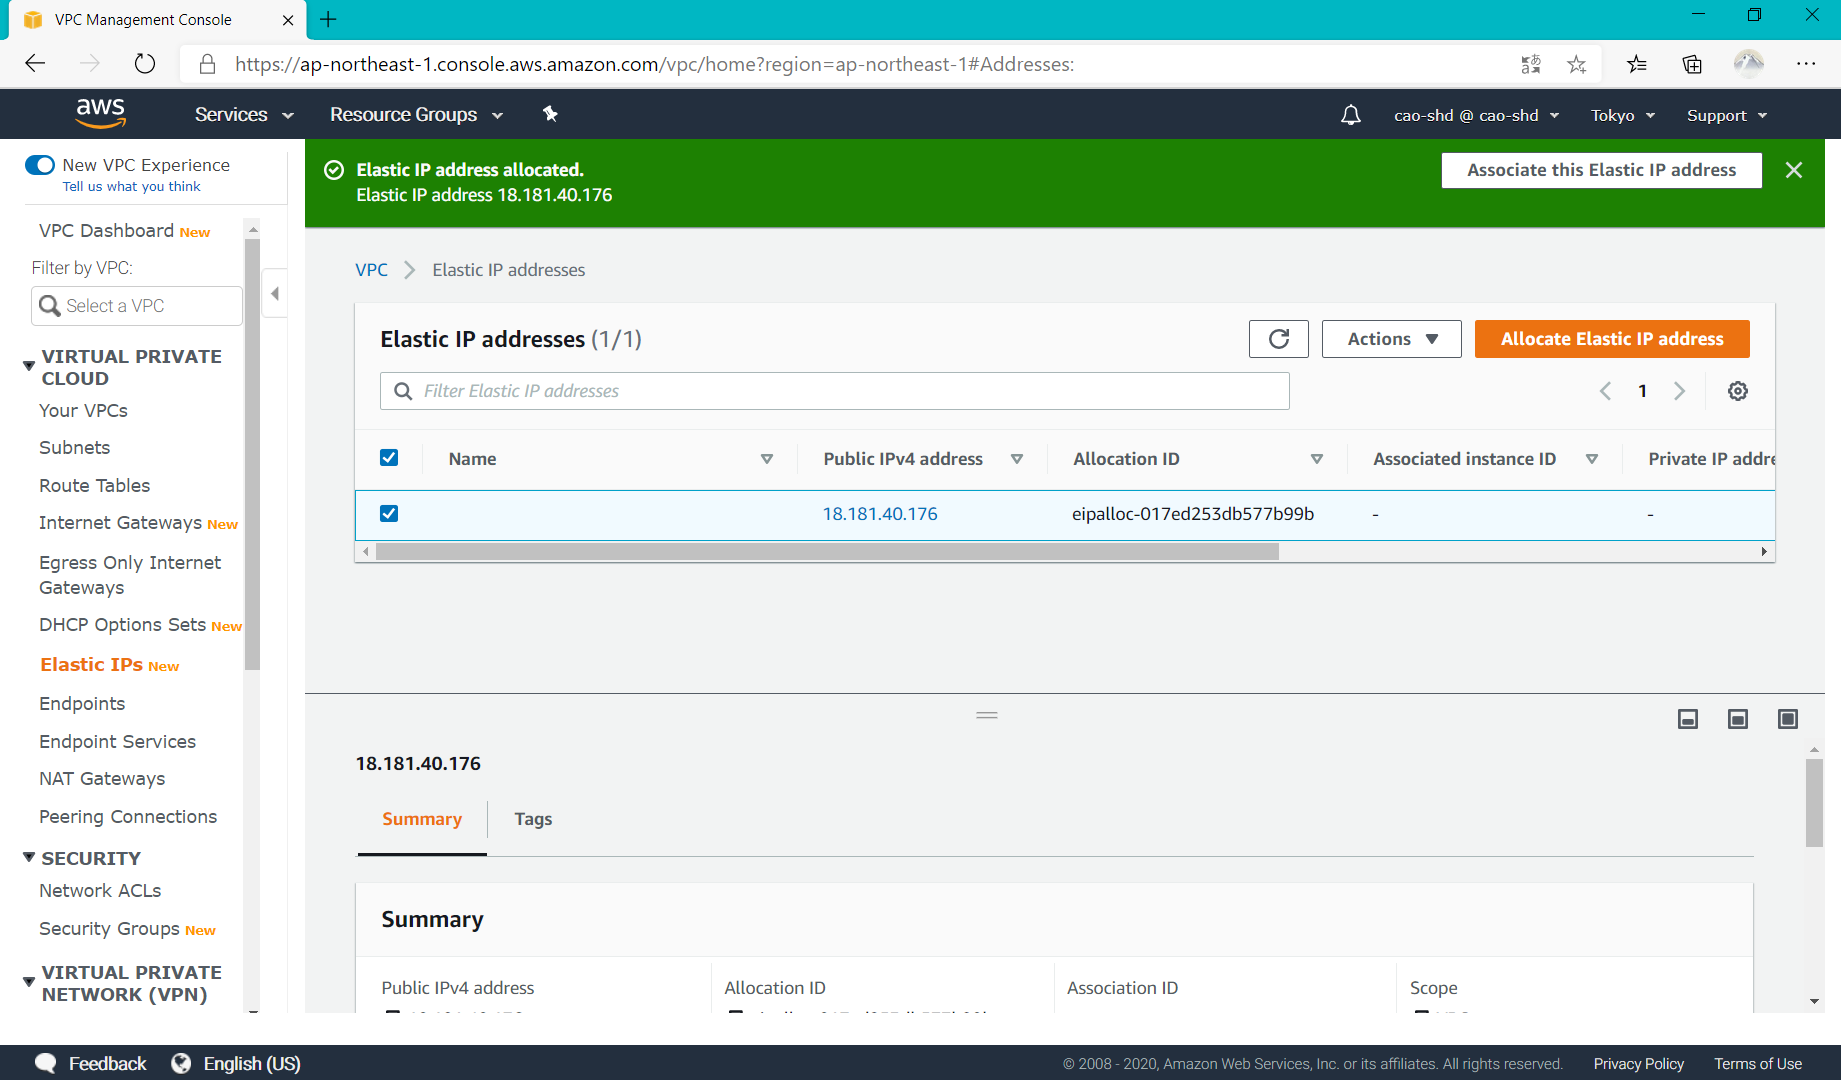 VPC Management Console
https://ap-northeast-1.console.aws.amazon.com/vpc/home?region=ap-northeast-1#Addresses:
aws
Services
Resource Groups
cao-shd @ cao-shd
Tokyo
Support
New VPC Experience
Tell us what you think
VPC Dashboard New
Filter by VPC:
Select a VPC
VIRTUAL PRIVATE
CLOUD
Your VPCs
Subnets
Route Tables
Internet Gateways New
Egress Only Internet
Gateways
DHCP Options Sets New
Elastic IPs New
Endpoints
Endpoint Services
NAT Gateways
Peering Connections
SECURITY
Network ACLs
Security Groups New
VIRTUAL PRIVATE
NETWORK (VPN)
Elastic IP address allocated.
Elastic IP address 18.181.40.176
Associate this Elastic IP address
VPC
Elastic IP addresses
Elastic IP addresses (1/1)
Actions
Allocate Elastic IP address
Filter Elastic IP addresses
1
Name
Public IPv4 address
Allocation ID
Associated instance ID
Private IP addre
18.181.40.176
eipalloc-017ed253db577b99b
-
-
18.181.40.176
Summary
Tags
Summary
Public IPv4 address
Allocation ID
Association ID
Scope
Feedback
English (US)
© 2008 - 2020, Amazon Web Services, Inc. or its affiliates. All rights reserved.
Privacy Policy
Terms of Use